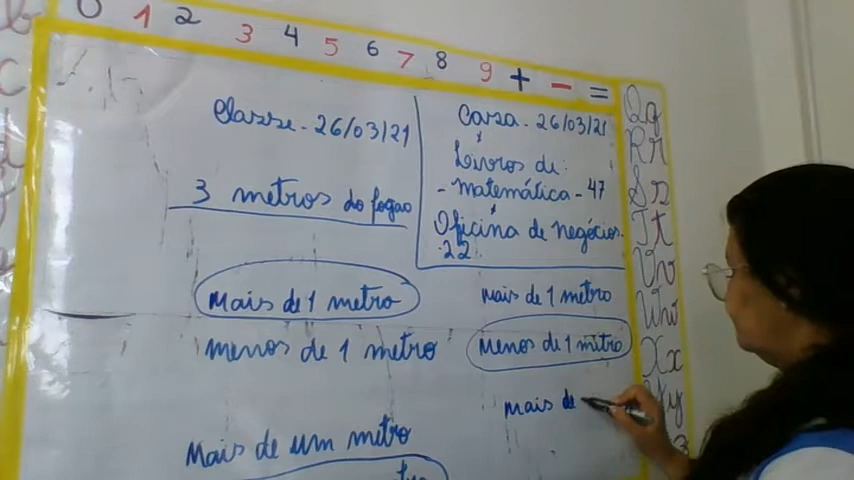 0 1 2 3 4 5 6 7 8 9 + - =
Classe - 26/03/21
3 metros do fogao
Mais de 1 metro
menos de 1 metro
Mais de um metro
Casa - 26/03/21
Livros de:
- Matemática - 47
Oficina de negócios.
. 22
Mais de 1 metro
Menos de 1 metro
Mais de
Qq
Rr
Ss
Tt
Vv
Ww
Xx